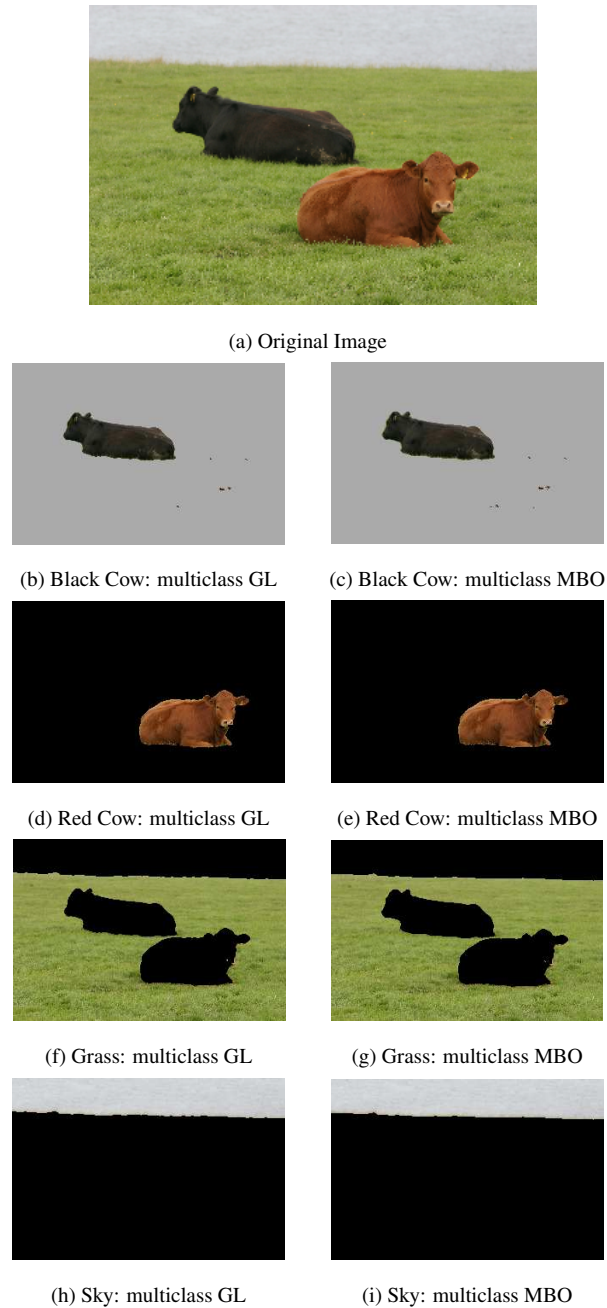 (a) Original Image
(b) Black Cow: multiclass GL
(c) Black Cow: multiclass MBO
(d) Red Cow: multiclass GL
(e) Red Cow: multiclass MBO
(f) Grass: multiclass GL
(g) Grass: multiclass MBO
(h) Sky: multiclass GL
(i) Sky: multiclass MBO